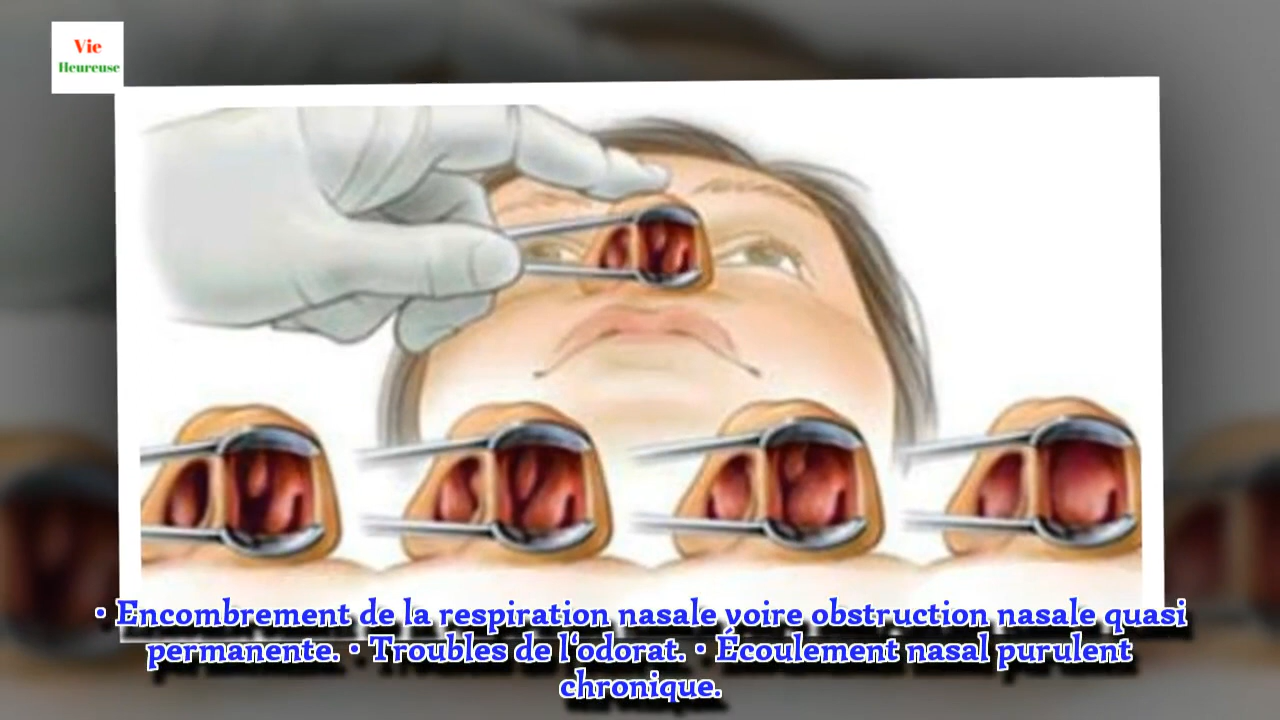 Vie
Heureuse
• Encombrement de la respiration nasale voire obstruction nasale quasi
permanente. • Troubles de l'odorat. • Écoulement nasal purulent
chronique.